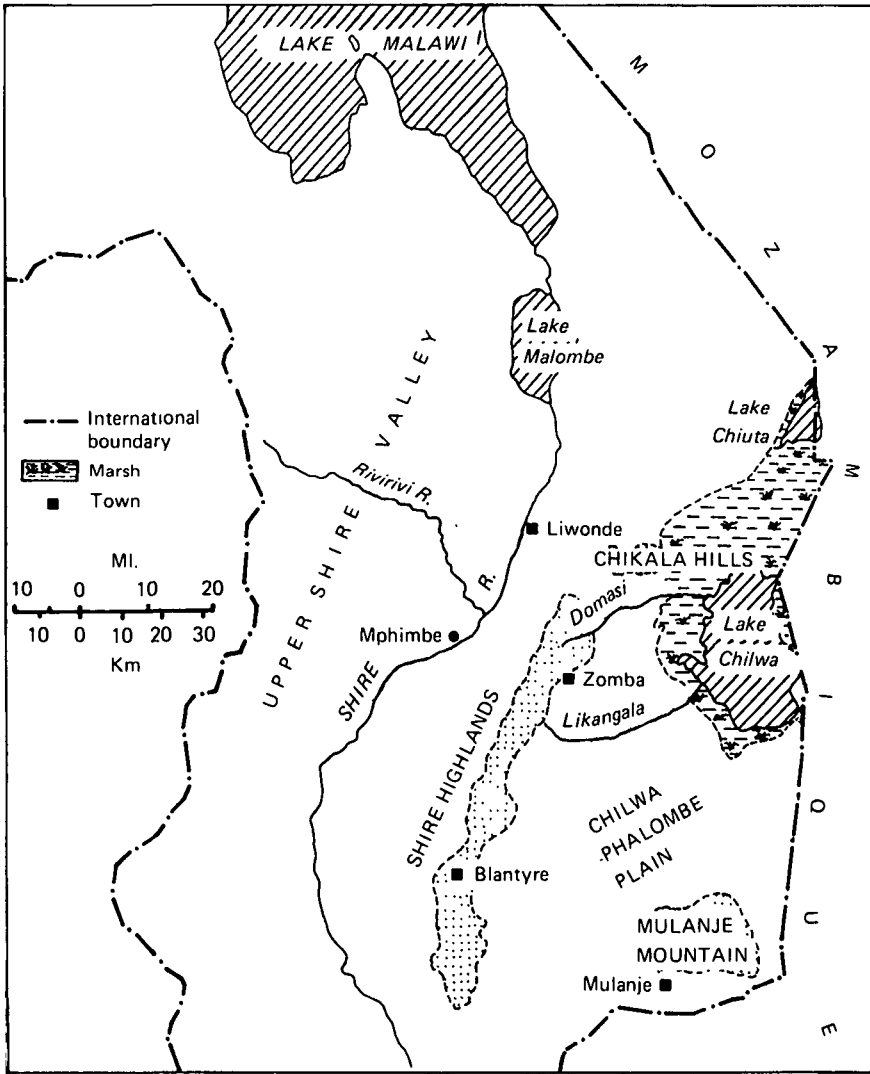 LAKE MALAWI
MOZAMBIQUE
Lake
Malombe
UPPER SHIRE VALLEY
Lake
Chiuta
International
boundary
Marsh
Town
Rivirivi R.
MI.
10 0 10 20
10 0 10 20 30
Km
Liwonde
CHIKALA HILLS
Domasi
SHIRE R.
Mphimbe
Lake
Chilwa
Zomba
Likangala
SHIRE HIGHLANDS
CHILWA
-PHALOMBE
PLAIN
Blantyre
MULANJE
MOUNTAIN
Mulanje